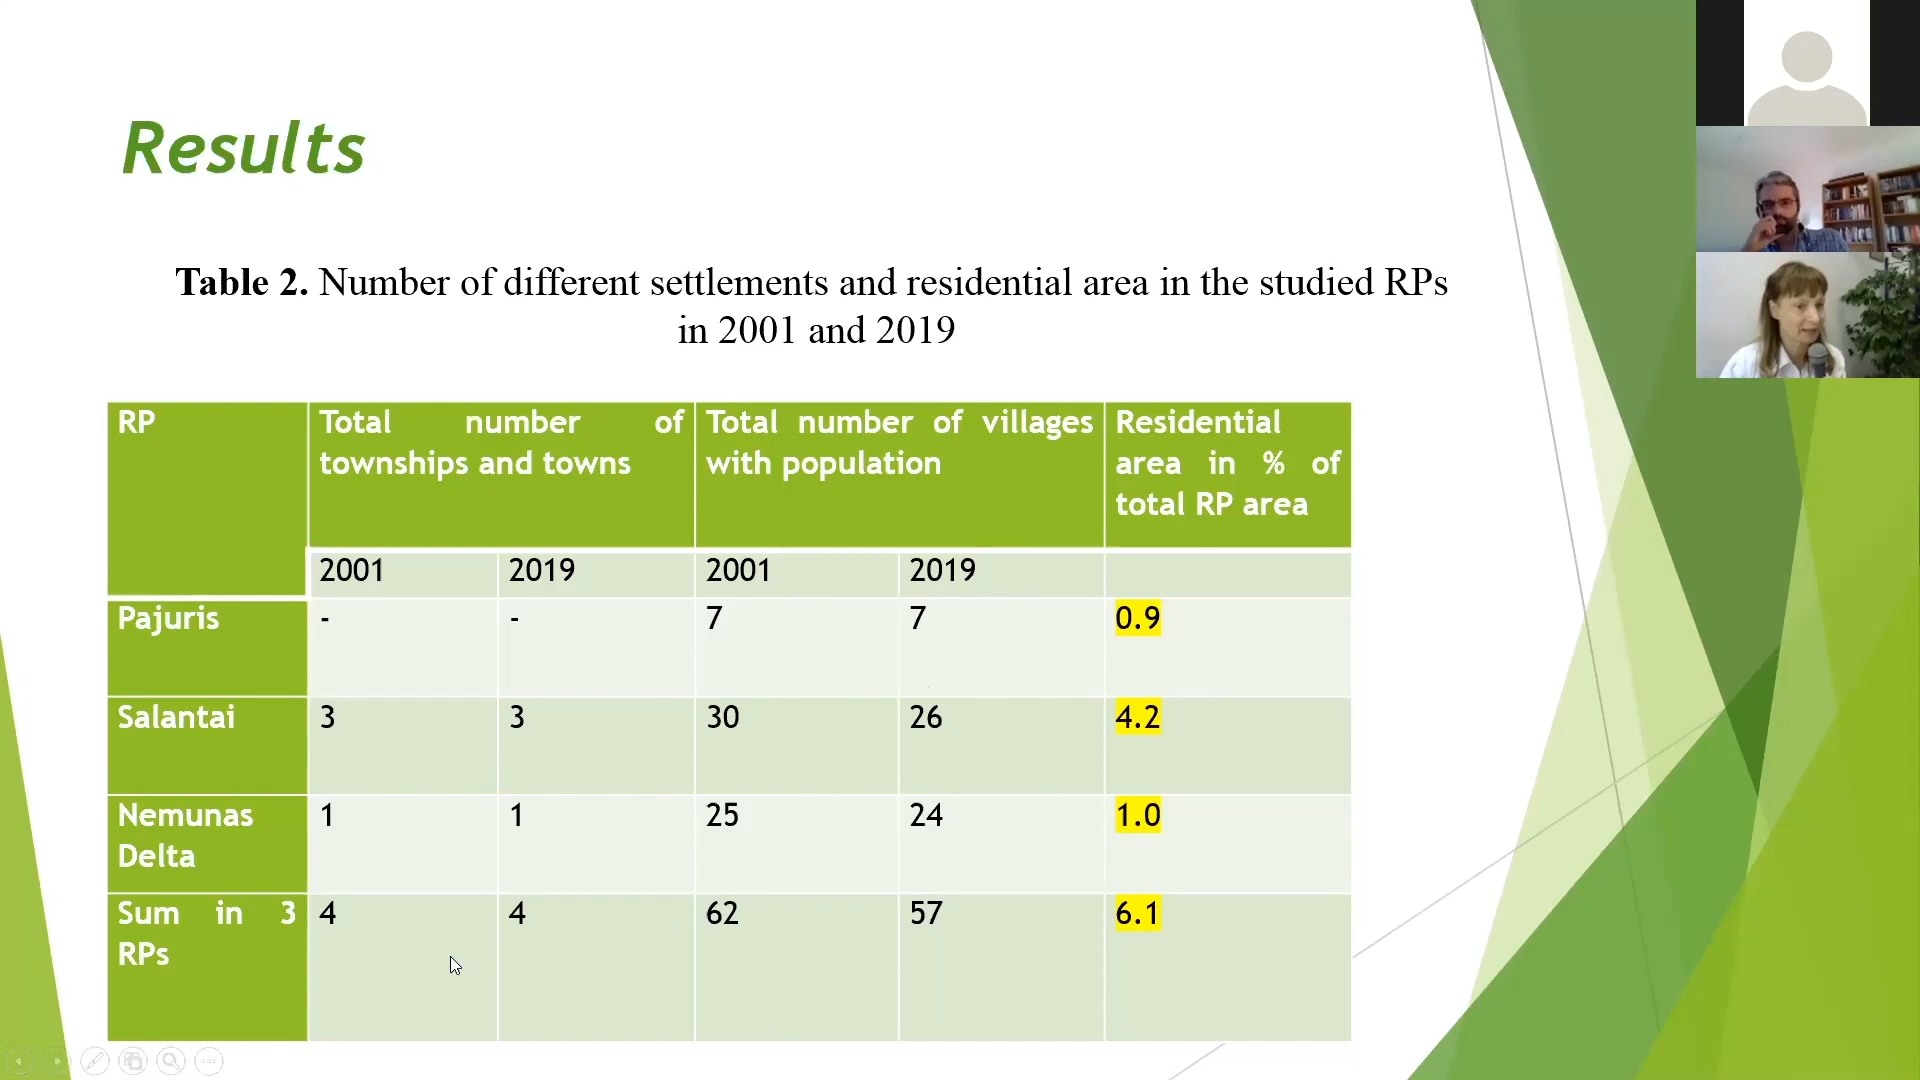 Results
Table 2. Number of different settlements and residential area in the studied RPs
in 2001 and 2019
RP
Total number of
townships and towns
Total number of villages
with population
Residential
area in % of
total RP area
2001
2019
2001
2019
Pajuris
-
-
7
7
0.9
Salantai
3
3
30
26
4.2
Nemunas
Delta
1
1
25
24
1.0
Sum in 3
RPs
4
4
62
57
6.1